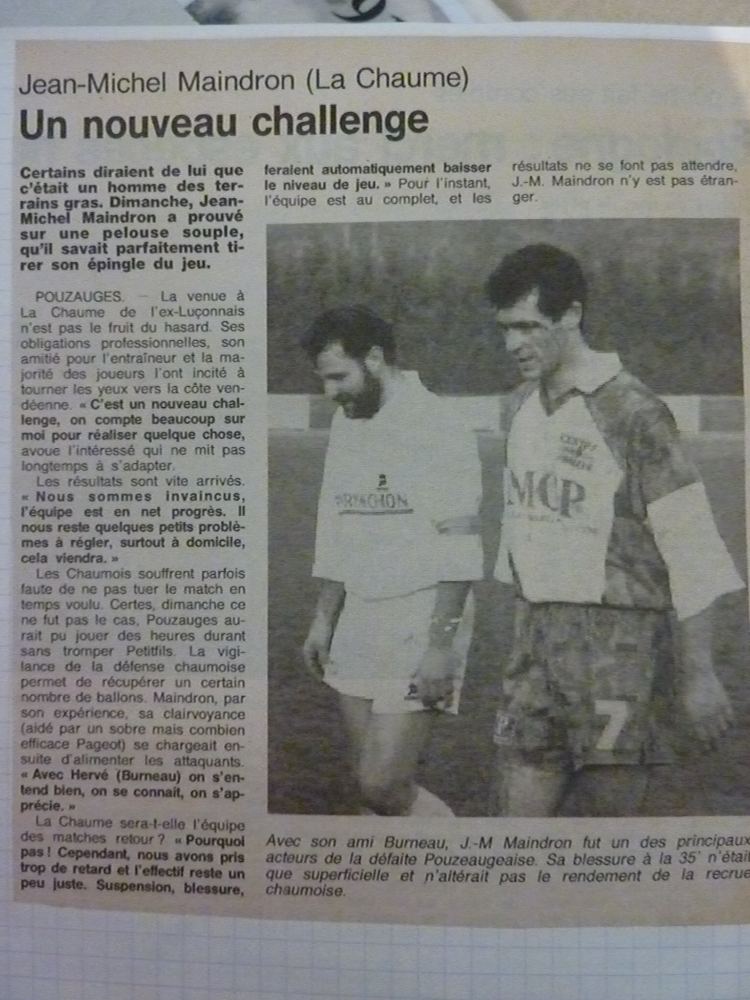 Jean-Michel Maindron (La Chaume)
Un nouveau challenge
Certains diraient de lui que
c'était un homme des ter-
rains gras. Dimanche, Jean-
Michel Maindron a prouvé
sur une pelouse souple,
qu'il savait parfaitement ti-
rer son épingle du jeu.
POUZAUGES. — La venue à
La Chaume de l'ex-Luçonnais
n'est pas le fruit du hasard. Ses
obligations professionnelles, son
amitié pour l'entraîneur et la ma-
jorité des joueurs l'ont incité à
tourner les yeux vers la côte ven-
déenne. « C'est un nouveau chal-
lenge, on compte beaucoup sur
moi pour réaliser quelque chose,
avoue l'intéressé qui ne mit pas
longtemps à s'adapter.
Les résultats sont vite arrivés.
« Nous sommes invaincus,
l'équipe est en net progrès. Il
nous reste quelques petits problè-
mes à régler, surtout à domicile,
cela viendra. »
Les Chaumois souffrent parfois
faute de ne pas tuer le match en
temps voulu. Certes, dimanche ce
ne fut pas le cas, Pouzauges au-
rait pu jouer des heures durant
sans tromper Petitfils. La vigi-
lance de la défense chaumoise
permet de récupérer un certain
nombre de ballons. Maindron, par
son expérience, sa clairvoyance
(aidé par un sobre mais combien
efficace Pageot) se chargeait en-
suite d'alimenter les attaquants.
« Avec Hervé (Burneau) on s'en-
tend bien, on se connait, on s'ap-
précie. »
La Chaume sera-t-elle l'équipe
des matches retour ? « Pourquoi
pas ! Cependant, nous avons pris
trop de retard et l'effectif reste un
peu juste. Suspension, blessure,
feraient automatiquement baisser
le niveau de jeu. » Pour l'instant,
l'équipe est au complet, et les
résultats ne se font pas attendre,
J.-M. Maindron n'y est pas étran-
ger.
MCP
7
Avec son ami Burneau, J.-M Maindron fut un des principaux
acteurs de la défaite Pouzeaugeaise. Sa blessure à la 35' n'était
que superficielle et n'altérait pas le rendement de la recrue
chaumoise.